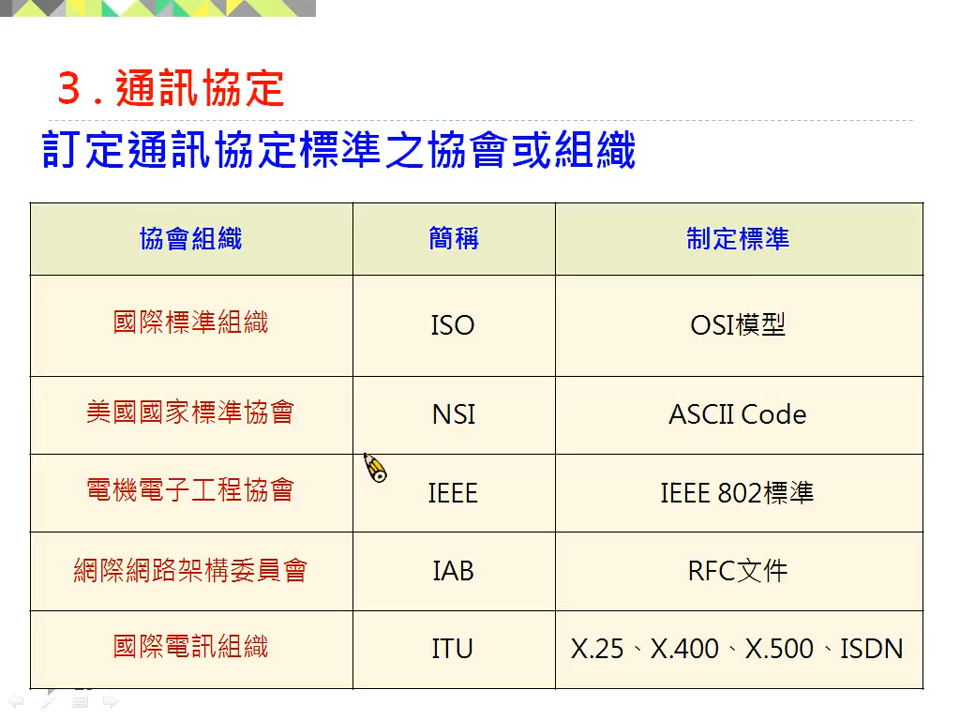 3 . 通訊協定
訂定通訊協定標準之協會或組織
協會組織 簡稱 制定標準
國際標準組織 ISO OSI模型
美國國家標準協會 NSI ASCII Code
電機電子工程協會 IEEE IEEE 802標準
網際網路架構委員會 IAB RFC文件
國際電訊組織 ITU X.25、X.400、X.500、ISDN